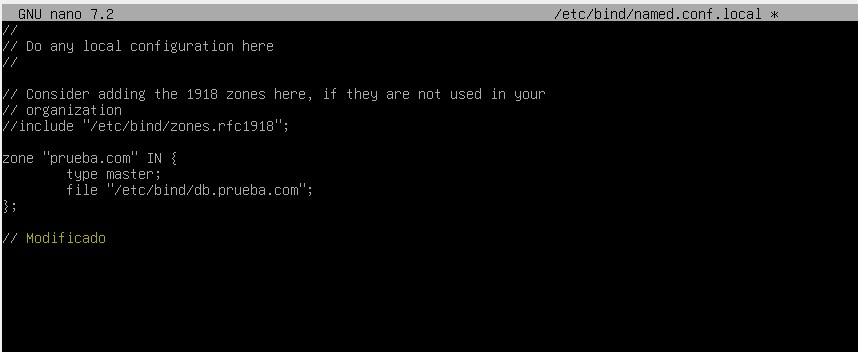 GNU nano 7.2 /etc/bind/named.conf.local *
//
// Do any local configuration here
//
// Consider adding the 1918 zones here, if they are not used in your
// organization
//include "/etc/bind/zones.rfc1918";
zone "prueba.com" IN {
type master;
file "/etc/bind/db.prueba.com";
};
// Modificado